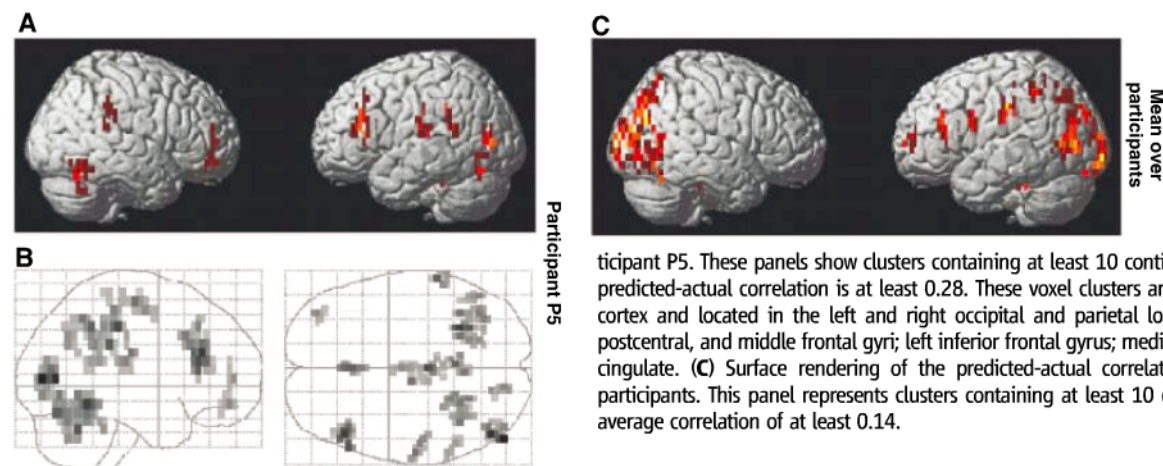 A
C
Mean over
participants
Participant P5
B
ticipant P5. These panels show clusters containing at least 10 conti
predicted-actual correlation is at least 0.28. These voxel clusters ar
cortex and located in the left and right occipital and parietal lo
postcentral, and middle frontal gyri; left inferior frontal gyrus; medi
cingulate. (C) Surface rendering of the predicted-actual correlat
participants. This panel represents clusters containing at least 10
average correlation of at least 0.14.